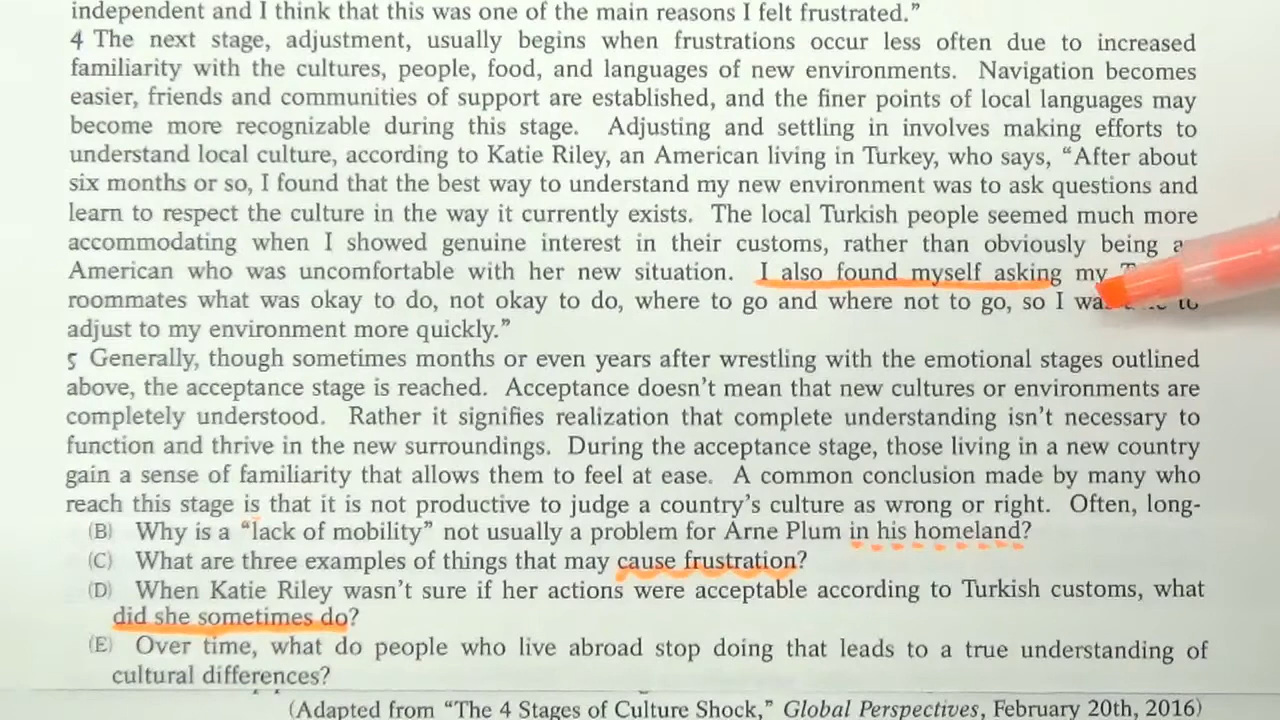 independent and I think that this was one of the main reasons I felt frustrated.”
4 The next stage, adjustment, usually begins when frustrations occur less often due to increased
familiarity with the cultures, people, food, and languages of new environments. Navigation becomes
easier, friends and communities of support are established, and the finer points of local languages may
become more recognizable during this stage. Adjusting and settling in involves making efforts to
understand local culture, according to Katie Riley, an American living in Turkey, who says, “After about
six months or so, I found that the best way to understand my new environment was to ask questions and
learn to respect the culture in the way it currently exists. The local Turkish people seemed much more
accommodating when I showed genuine interest in their customs, rather than obviously being
American who was uncomfortable with her new situation. I also found myself asking my
roommates what was okay to do, not okay to do, where to go and where not to go, so I to
adjust to my environment more quickly.”
5 Generally, though sometimes months or even years after wrestling with the emotional stages outlined
above, the acceptance stage is reached. Acceptance doesn’t mean that new cultures or environments are
completely understood. Rather it signifies realization that complete understanding isn’t necessary to
function and thrive in the new surroundings. During the acceptance stage, those living in a new country
gain a sense of familiarity that allows them to feel at ease. A common conclusion made by many who
reach this stage is that it is not productive to judge a country’s culture as wrong or right. Often, long-
(B) Why is a “lack of mobility” not usually a problem for Arne Plum in his homeland?
(C) What are three examples of things that may cause frustration?
(D) When Katie Riley wasn’t sure if her actions were acceptable according to Turkish customs, what
did she sometimes do?
(E) Over time, what do people who live abroad stop doing that leads to a true understanding of
cultural differences?
(Adapted from “The 4 Stages of Culture Shock,” Global Perspectives, February 20th, 2016)